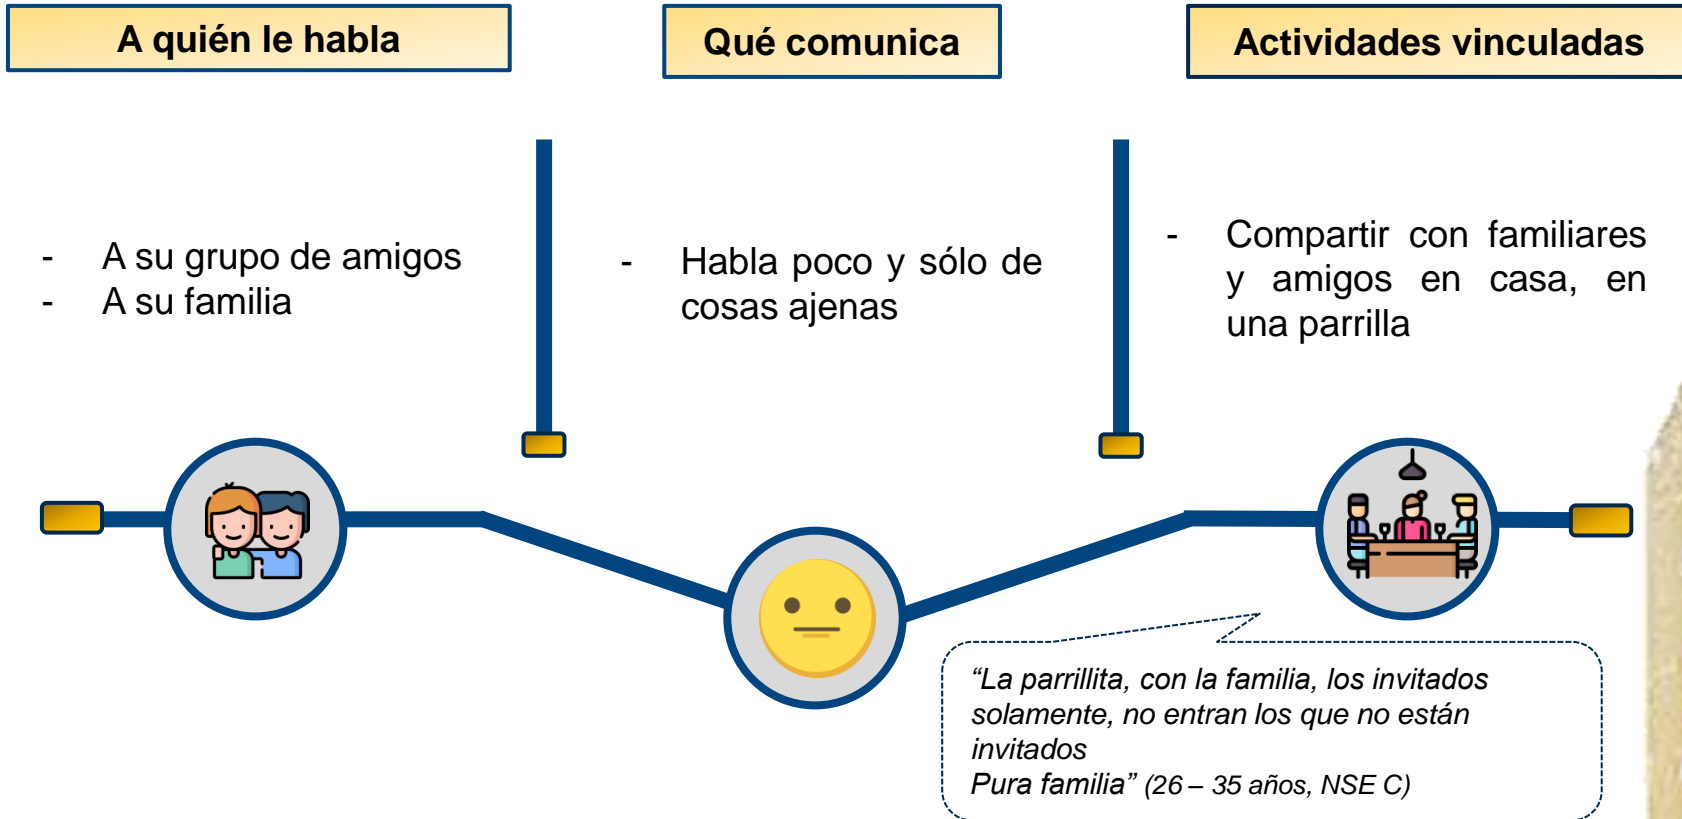 A quién le habla
Qué comunica
Actividades vinculadas
- A su grupo de amigos
- A su familia
- Habla poco y sólo de
cosas ajenas
- Compartir con familiares
y amigos en casa, en
una parrilla
“La parrillita, con la familia, los invitados
solamente, no entran los que no están
invitados
Pura familia” (26 – 35 años, NSE C)